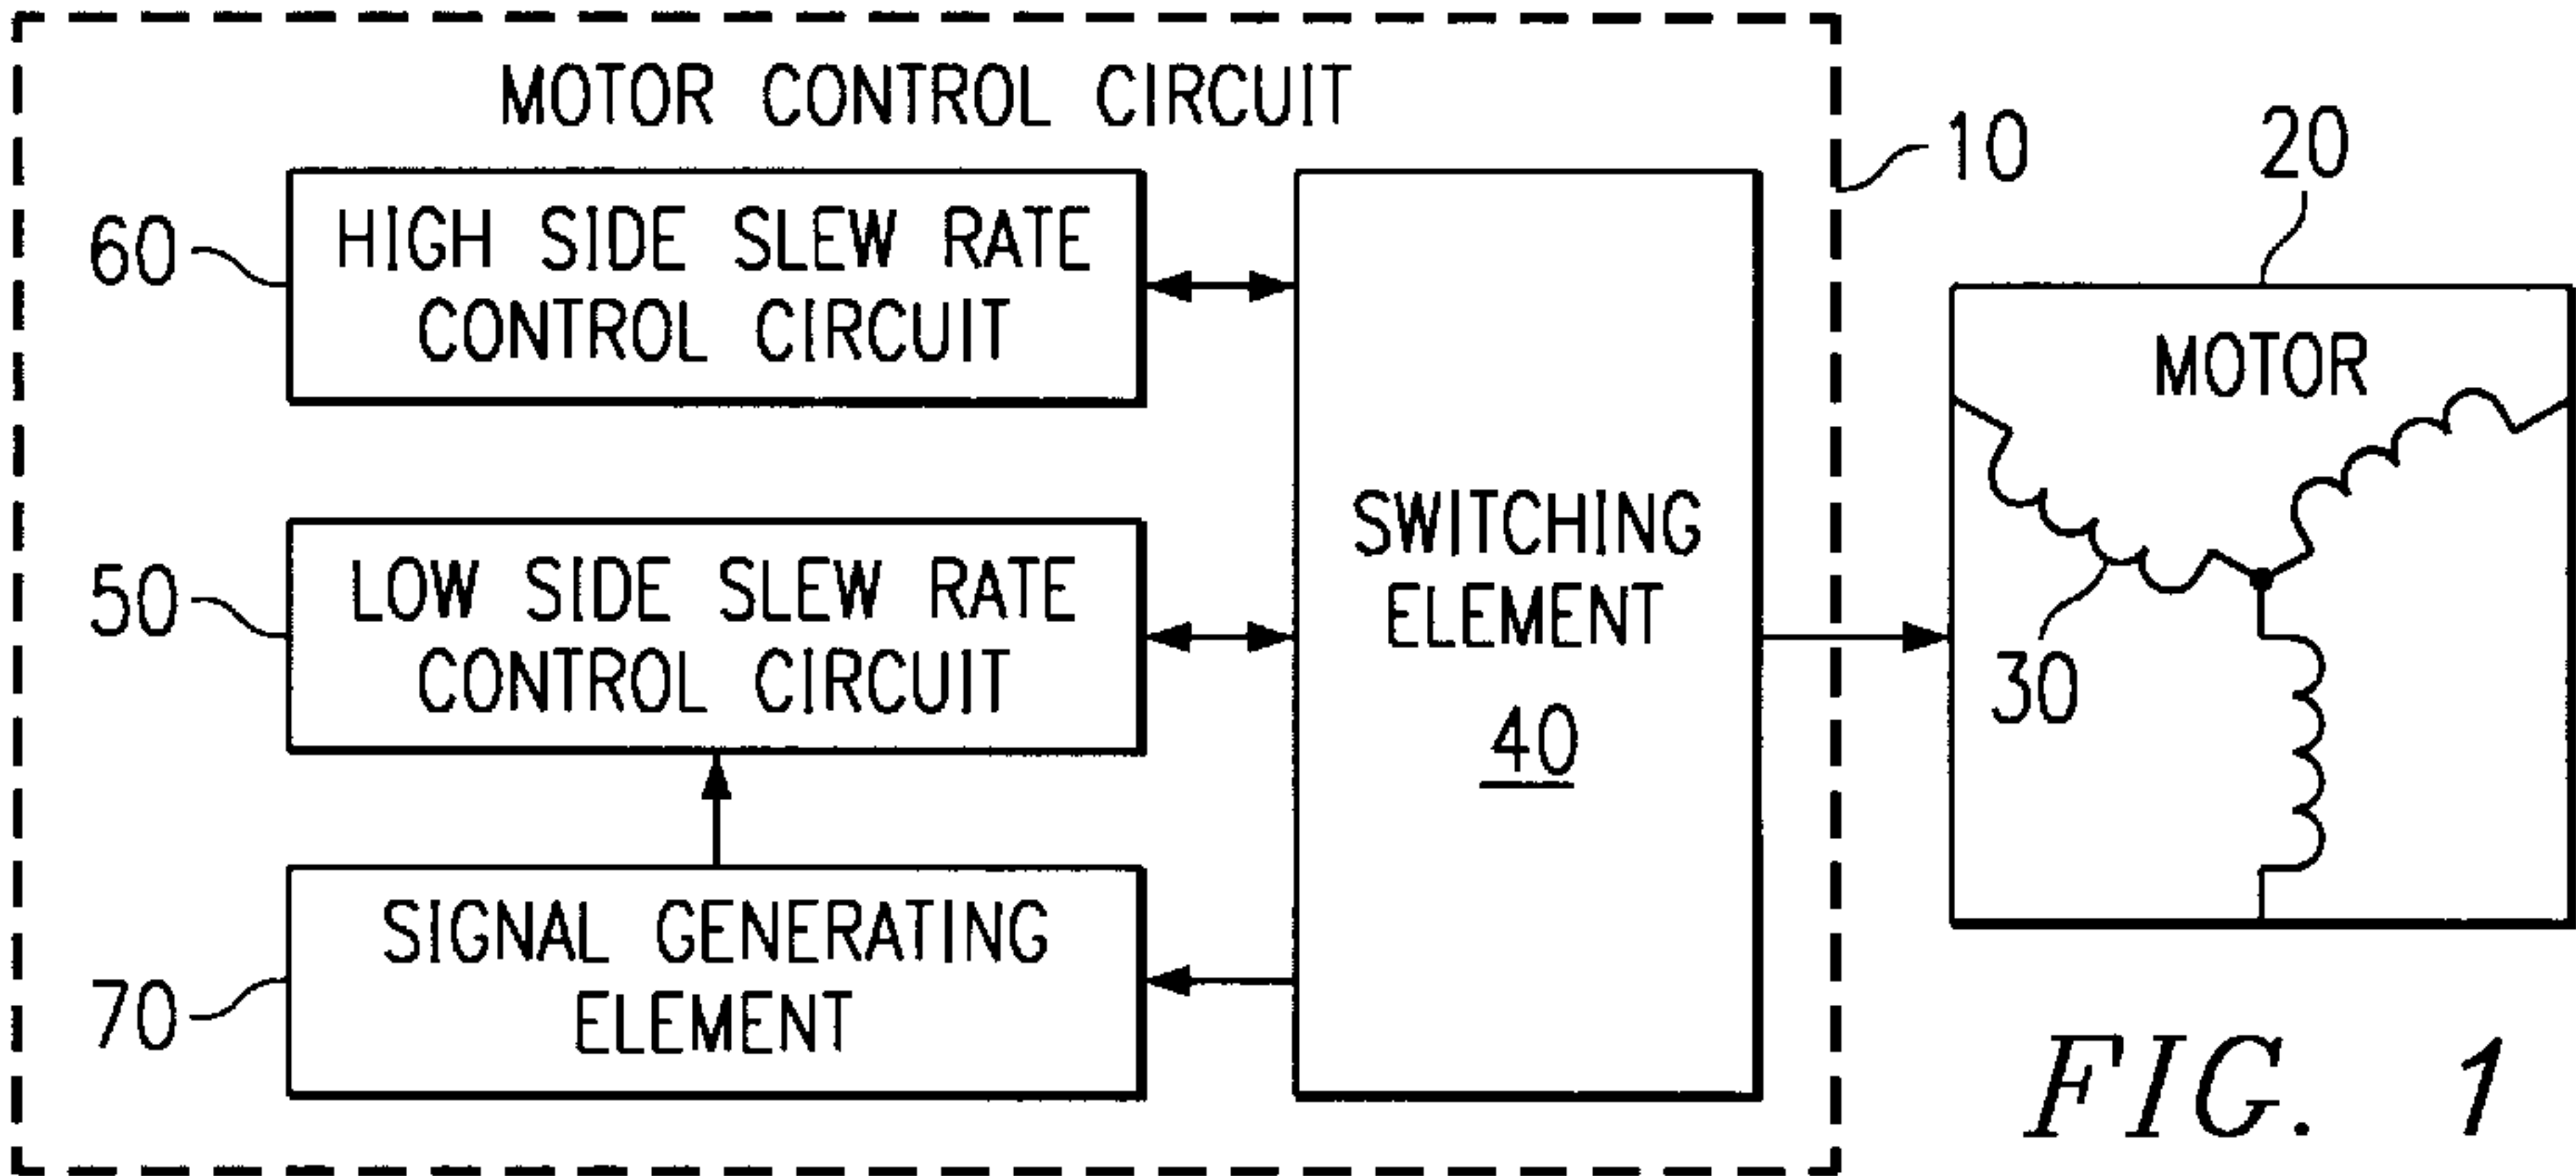 MOTOR CONTROL CIRCUIT
10
20
60
HIGH SIDE SLEW RATE
CONTROL CIRCUIT
MOTOR
50
LOW SIDE SLEW RATE
CONTROL CIRCUIT
SWITCHING
ELEMENT
40
30
70
SIGNAL GENERATING
ELEMENT
FIG. 1